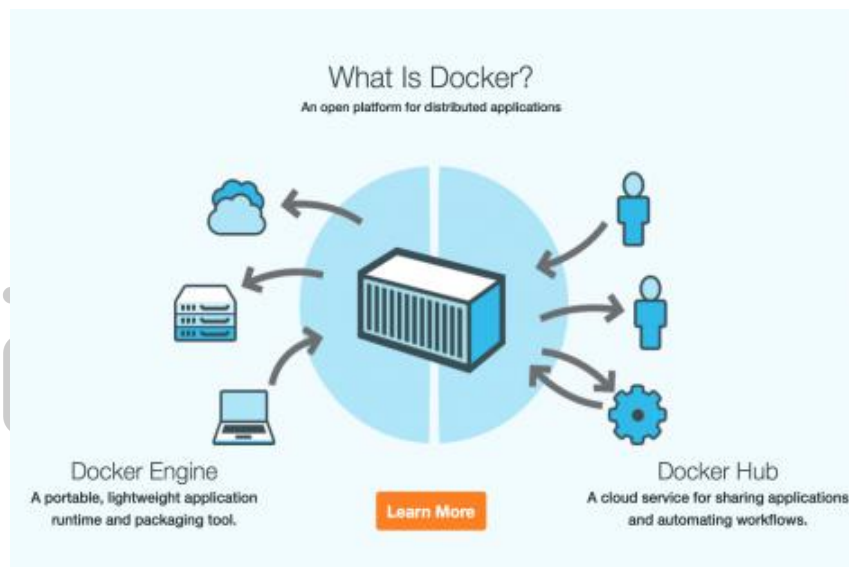 What Is Docker?
An open platform for distributed applications
Docker Engine
A portable, lightweight application
runtime and packaging tool.
Learn More
Docker Hub
A cloud service for sharing applications
and automating workflows.